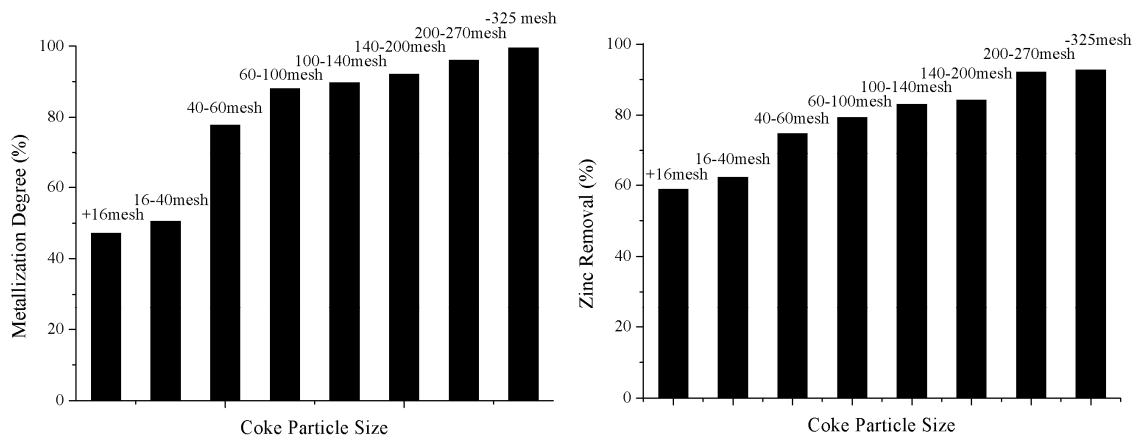 -325 mesh
200-270mesh
140-200mesh
100-140mesh
60-100mesh
40-60mesh
16-40mesh
+16mesh
100
80
60
40
20
0
Metallization Degree (%)
Coke Particle Size
-325mesh
200-270mesh
140-200mesh
100-140mesh
60-100mesh
40-60mesh
16-40mesh
+16mesh
100
80
60
40
20
0
Zinc Removal (%)
Coke Particle Size